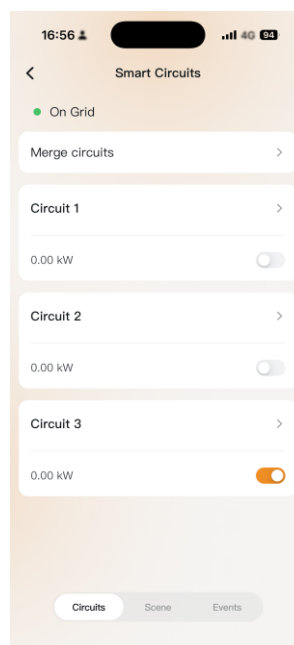 16:56
4G 94
Smart Circuits
On Grid
Merge circuits
Circuit 1
0.00 kW
Circuit 2
0.00 kW
Circuit 3
0.00 kW
Circuits Scene Events